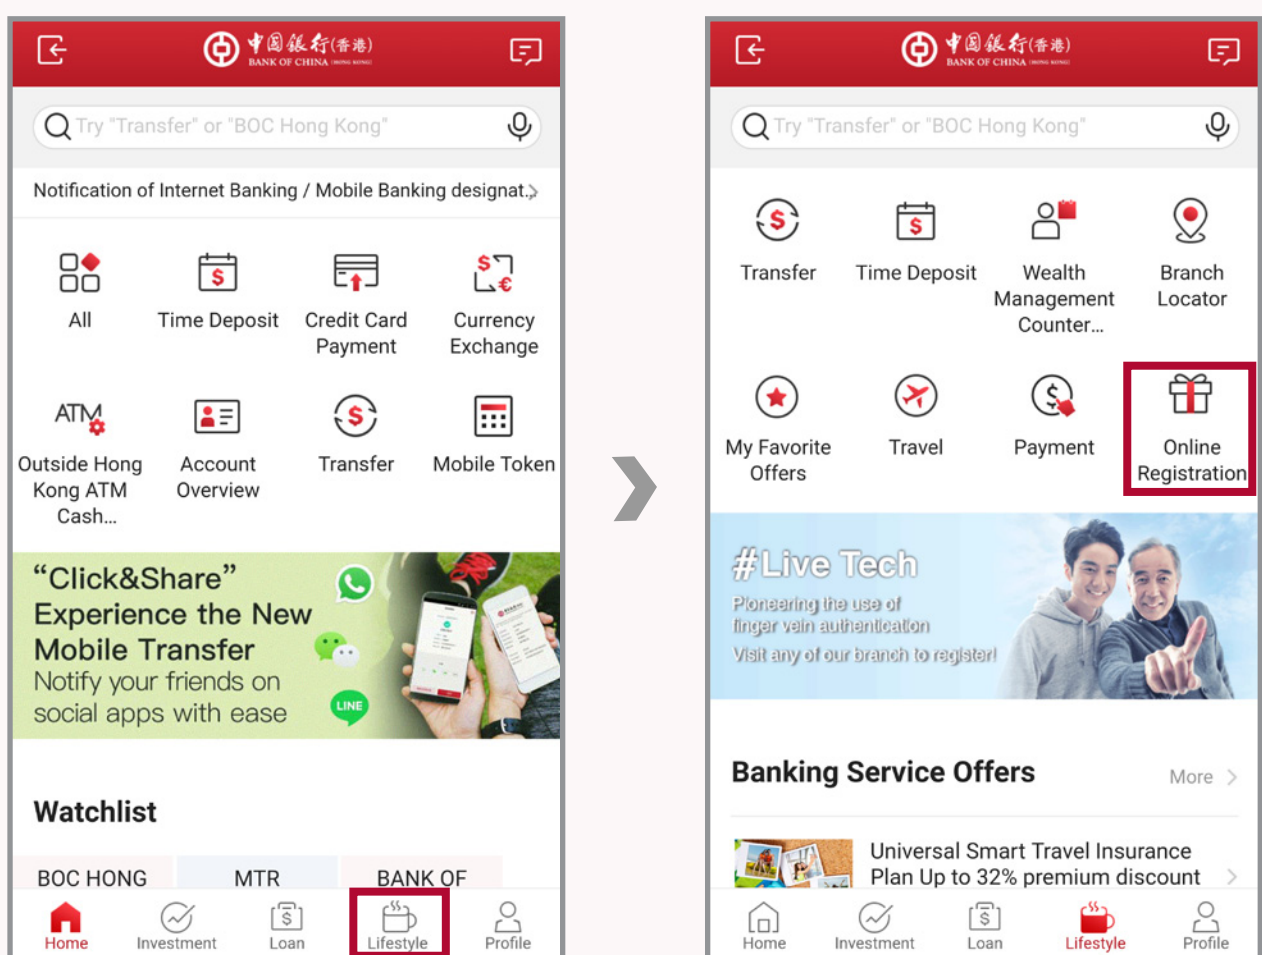 中國銀行(香港)
BANK OF CHINA (HONG KONG)
Try "Transfer" or "BOC Hong Kong"
Notification of Internet Banking / Mobile Banking designat..
All
Time Deposit
Credit Card
Payment
Currency
Exchange
ATM
Outside Hong
Kong ATM
Cash...
Account
Overview
Transfer
Mobile Token
“Click&Share”
Experience the New
Mobile Transfer
Notify your friends on
social apps with ease
LINE
Watchlist
BOC HONG
MTR
BANK OF
Home
Investment
Loan
Lifestyle
Profile
中國銀行(香港)
BANK OF CHINA (HONG KONG)
Try "Transfer" or "BOC Hong Kong"
Transfer
Time Deposit
Wealth
Management
Counter...
Branch
Locator
My Favorite
Offers
Travel
Payment
Online
Registration
#Live Tech
Pioneering the use of
finger vein authentication
Visit any of our branch to register!
Banking Service Offers
More
Universal Smart Travel Insurance
Plan Up to 32% premium discount
Home
Investment
Loan
Lifestyle
Profile